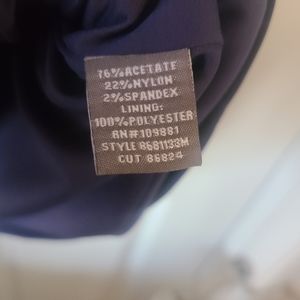 76%ACETATE
22%NYLON
2%SPANDEX
LINING:
100%POLYESTER
RN#109881
STYLE 8681133M
CUT 86824